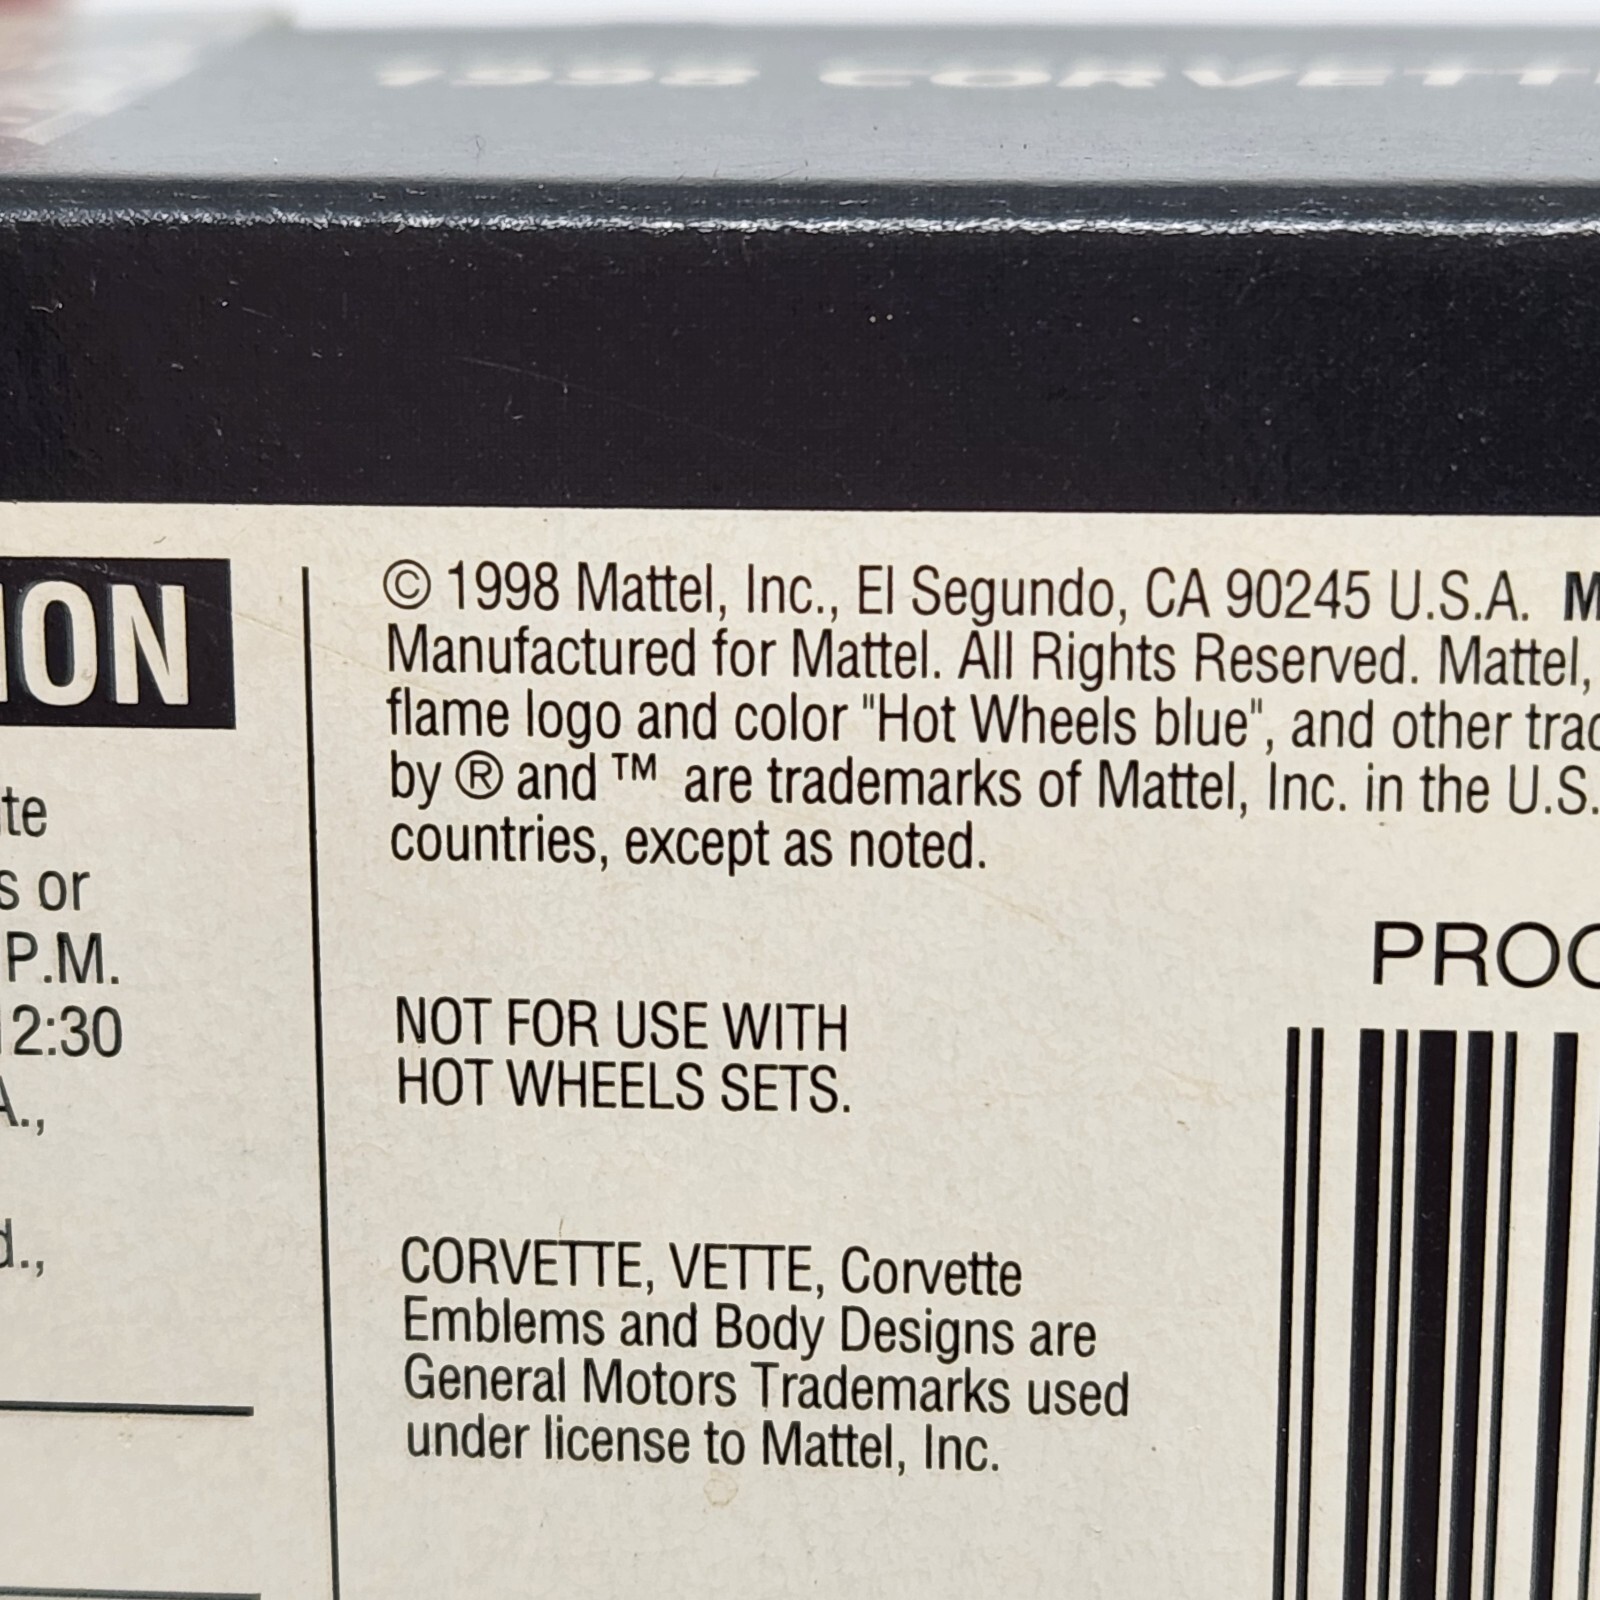 1998 CORVETT
ION
te
s or
P.M.
12:30
A.,
d.,
© 1998 Mattel, Inc., El Segundo, CA 90245 U.S.A. M
Manufactured for Mattel. All Rights Reserved. Mattel,
flame logo and color "Hot Wheels blue", and other trad
by ® and ™ are trademarks of Mattel, Inc. in the U.S.
countries, except as noted.
NOT FOR USE WITH
HOT WHEELS SETS.
PROO
CORVETTE, VETTE, Corvette
Emblems and Body Designs are
General Motors Trademarks used
under license to Mattel, Inc.